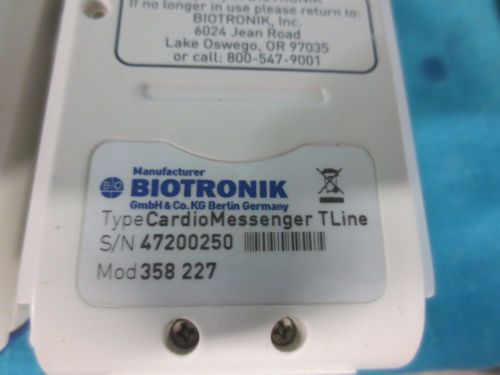 If no longer in use please return to:
BIOTRONIK, Inc.
6024 Jean Road
Lake Oswego, OR 97035
or call: 800-547-9001
Manufacturer
BIO BIOTRONIK
GmbH & Co. KG Berlin Germany
Type CardioMessenger TLine
S/N 47200250
Mod 358 227